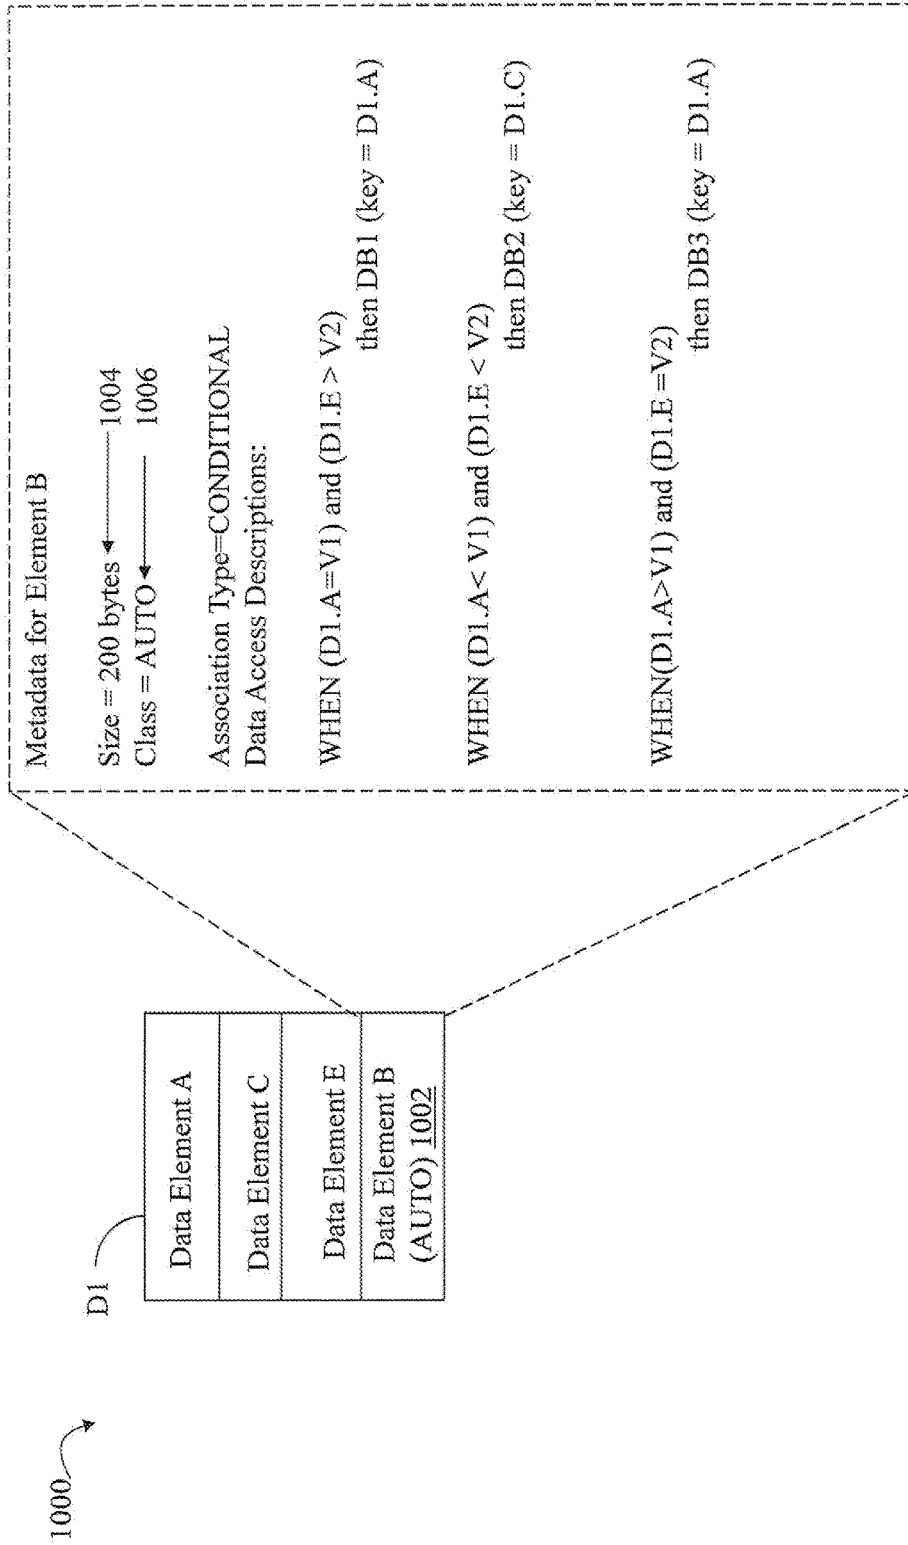 1000
D1
Data Element A
Data Element C
Data Element E
Data Element B
(AUTO) 1002
Metadata for Element B
Size = 200 bytes 1004
Class = AUTO 1006
Association Type=CONDITIONAL
Data Access Descriptions:
WHEN (D1.A=V1) and (D1.E > V2)
then DB1 (key = D1.A)
WHEN (D1.A< V1) and (D1.E < V2)
then DB2 (key = D1.C)
WHEN(D1.A>V1) and (D1.E =V2)
then DB3 (key = D1.A)